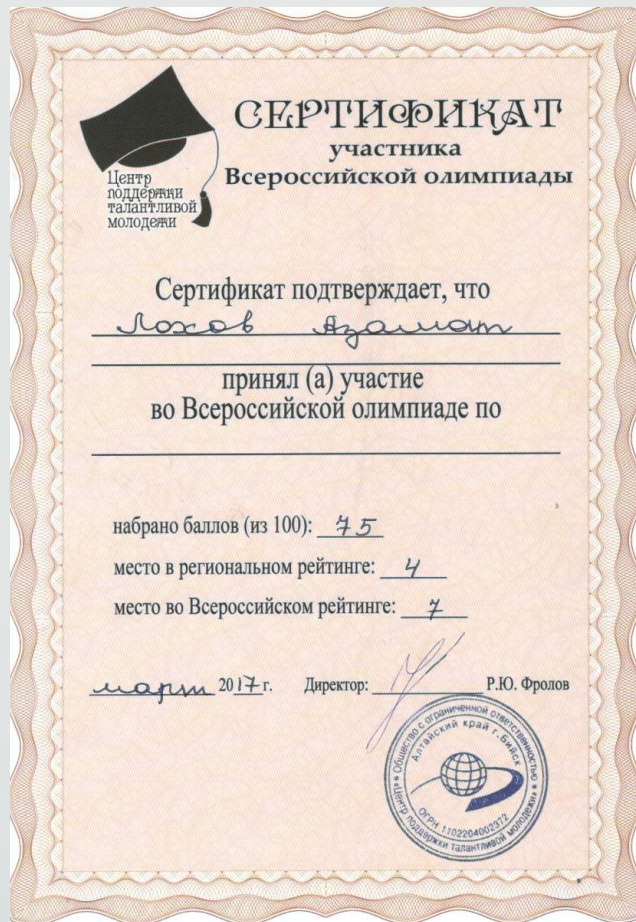 СЕРТИФИКАТ
участника
Всероссийской олимпиады
Центр
поддержки
талантливой
молодежи
Сертификат подтверждает, что
Лохов Азамат
принял (а) участие
во Всероссийской олимпиаде по
набрано баллов (из 100): 75
место в региональном рейтинге: 4
место во Всероссийском рейтинге: 7
март 2017 г. Директор: Р.Ю. Фролов
Общество с ограниченной ответственностью
Алтайский край г.Бийск
ОГРН 1102204002372
«Центр поддержки талантливой молодежи»